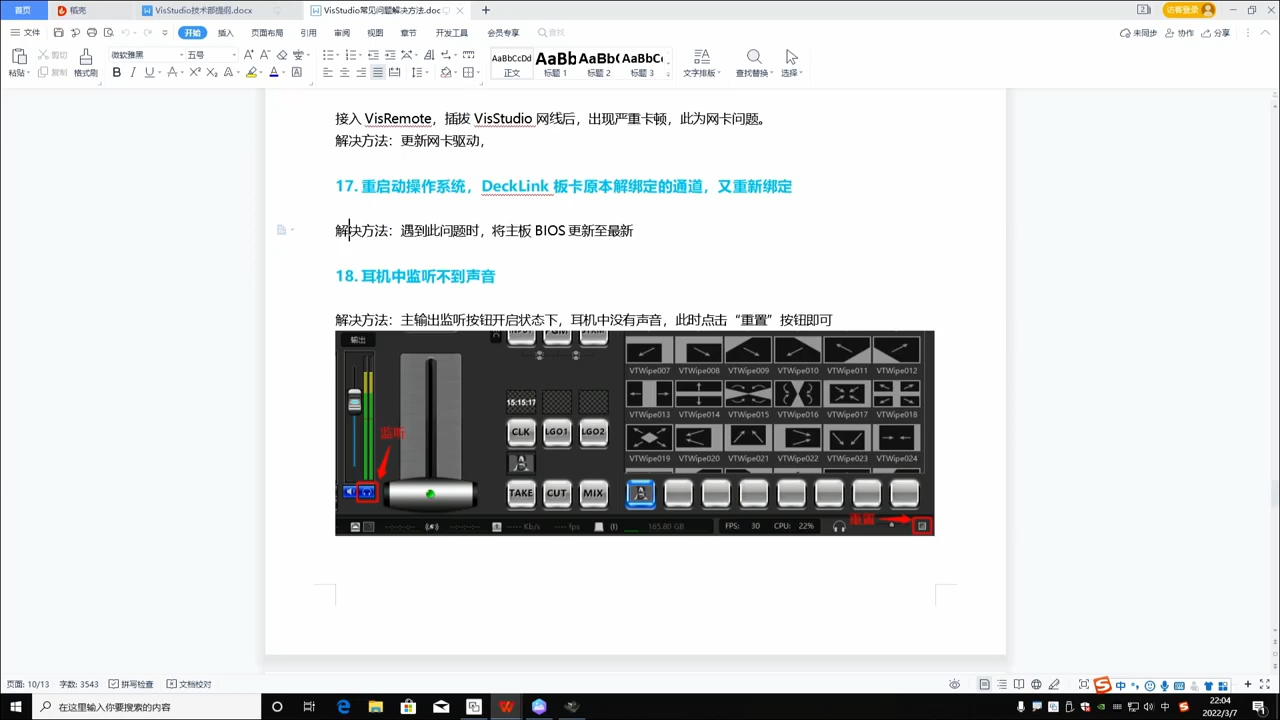 首页 稻壳 VisStudio技术部提纲.docx VisStudio常见问题解决方法.doc 访客登录
文件 开始 插入 页面布局 引用 审阅 视图 章节 开发工具 会员专享 查找 未同步 协作 分享
粘贴 剪切 复制 格式刷 微软雅黑 五号
AaBbCcDd AaBb AaBb( AaBbC
正文 标题 1 标题 2 标题 3 文字排版 查找替换 选择
接入 VisRemote，插拔 VisStudio 网线后，出现严重卡顿，此为网卡问题。
解决方法：更新网卡驱动，
17. 重启动操作系统，DeckLink 板卡原本解绑定的通道，又重新绑定
解决方法：遇到此问题时，将主板 BIOS 更新至最新
18. 耳机中监听不到声音
解决方法：主输出监听按钮开启状态下，耳机中没有声音，此时点击“重置”按钮即可
输出
VTWipe007 VTWipe008 VTWipe009 VTWipe010 VTWipe011 VTWipe012
15:15:17
VTWipe013 VTWipe014 VTWipe015 VTWipe016 VTWipe017 VTWipe018
监听 CLK LGO1 LGO2
VTWipe019 VTWipe020 VTWipe021 VTWipe022 VTWipe023 VTWipe024
TAKE CUT MIX
---- Kb/s ---- fps (1) 165.80 GB FPS: 30 CPU: 22% 重置
页面: 10/13 字数: 3543 拼写检查 文档校对
在这里输入你要搜索的内容
中
22:04
2022/3/7